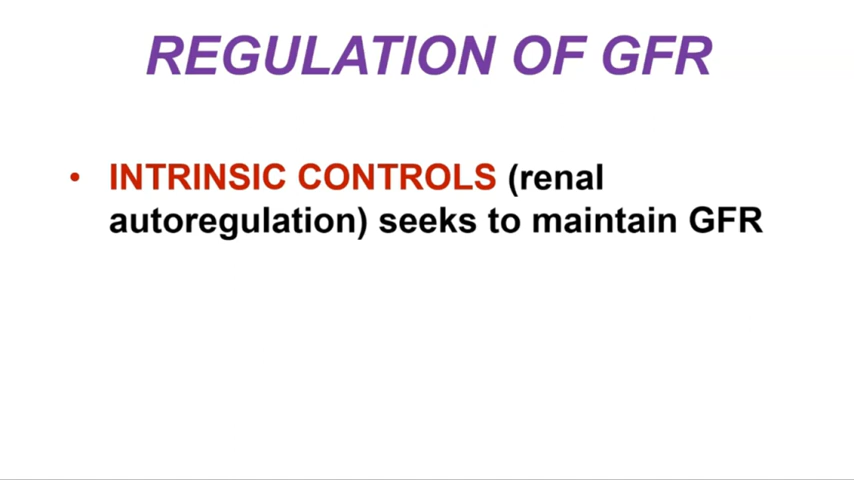 REGULATION OF GFR
• INTRINSIC CONTROLS (renal
autoregulation) seeks to maintain GFR